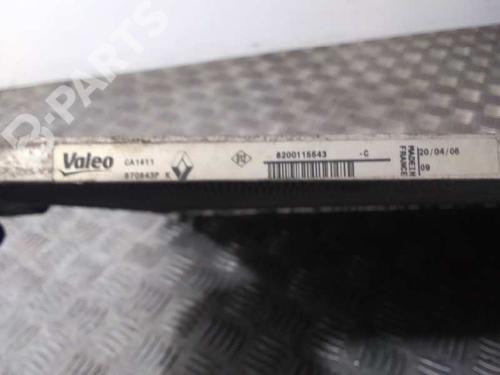 B-PARTS
Valeo
CA1411
870843P K
8200115543 -C
MADE IN FRANCE
20/04/06
09